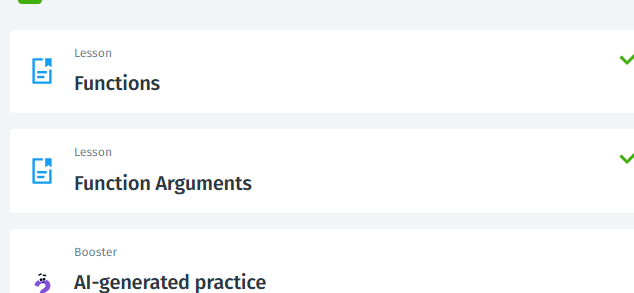 Lesson
Functions
Lesson
Function Arguments
Booster
AI-generated practice